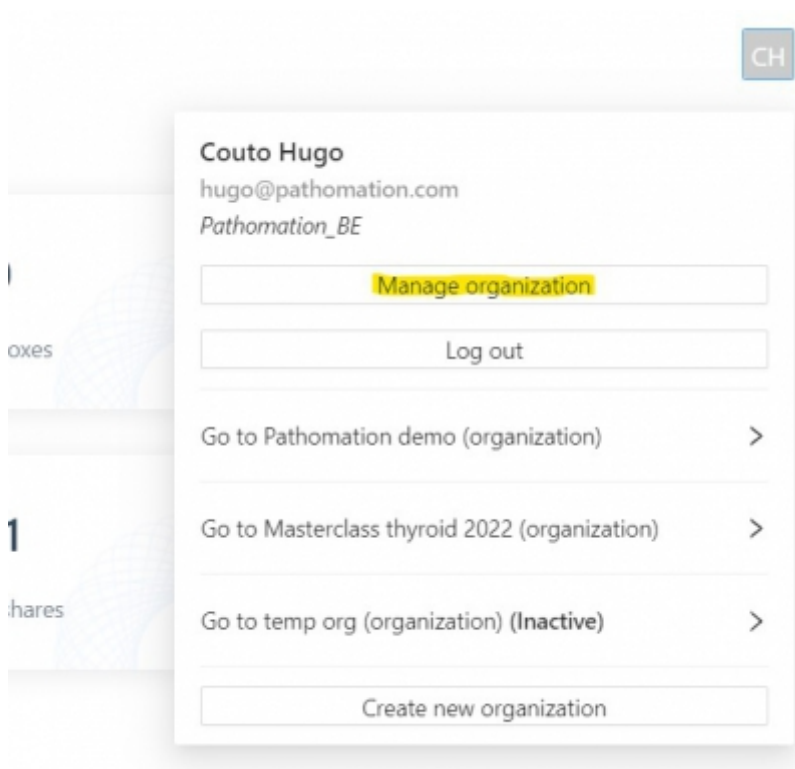 CH
Couto Hugo
hugo@pathomation.com
Pathomation_BE
Manage organization
oxes
Log out
Go to Pathomation demo (organization)
1
Go to Masterclass thyroid 2022 (organization)
hares
Go to temp org (organization) (Inactive)
Create new organization